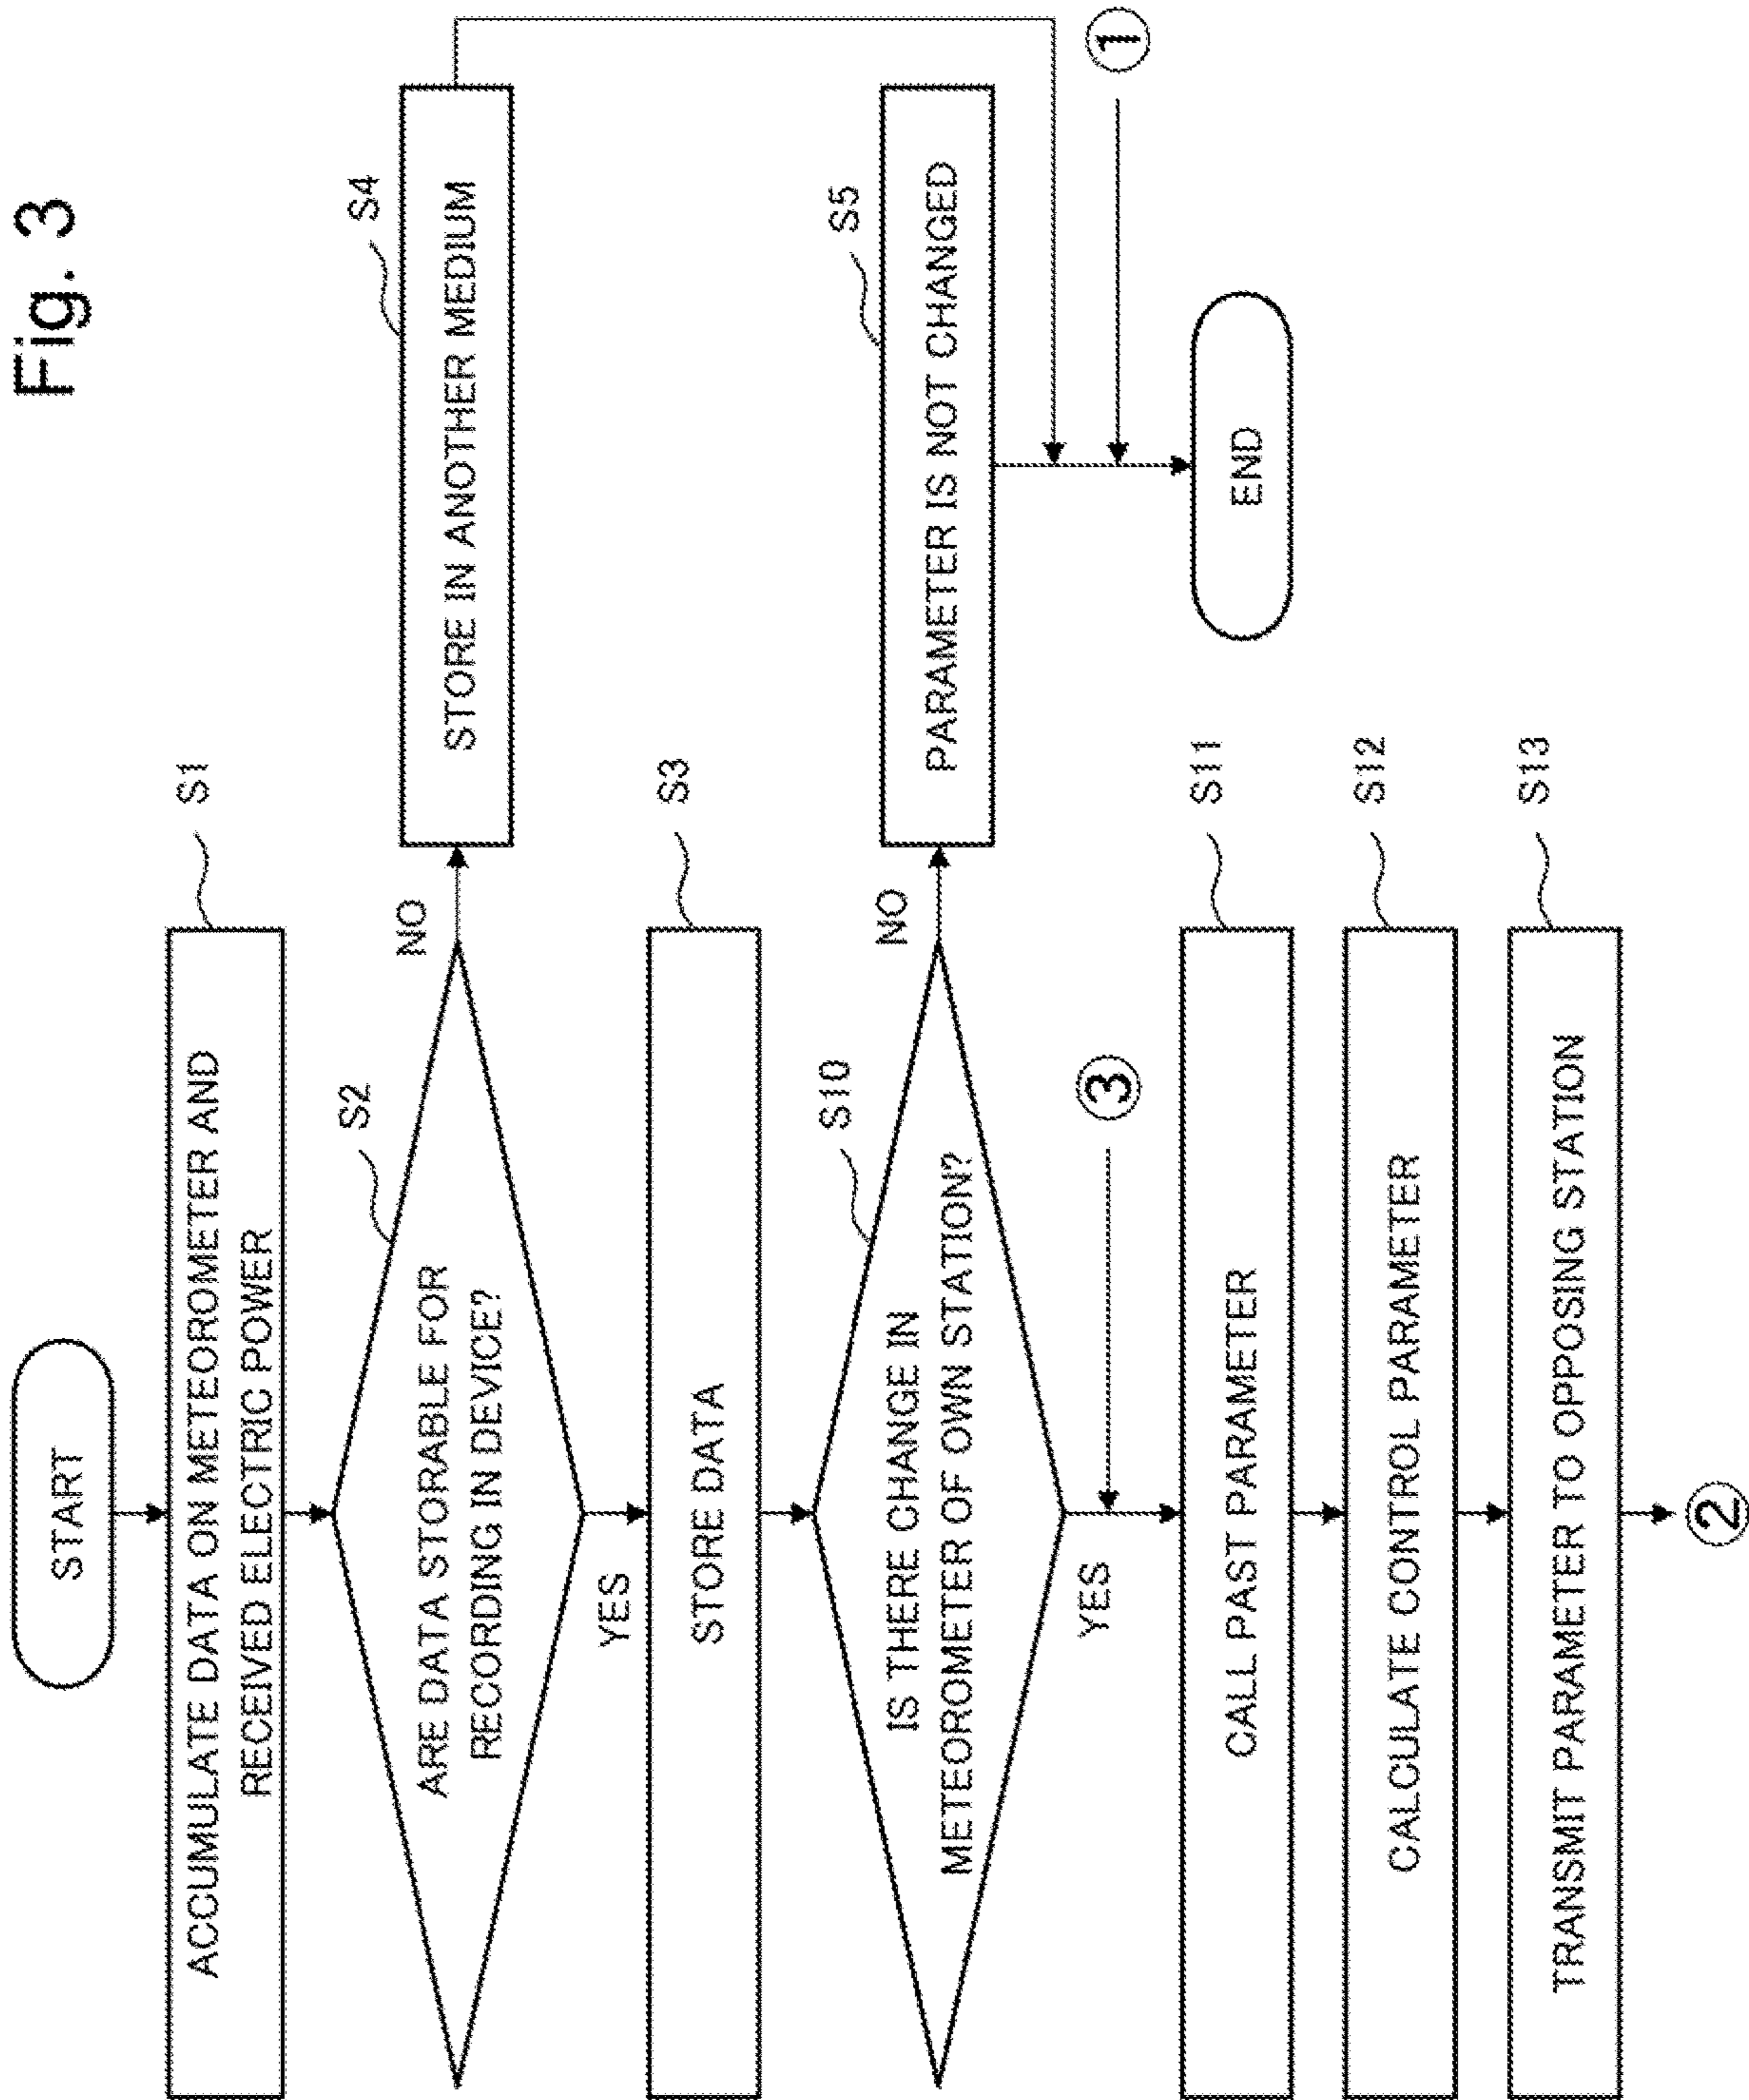 Fig. 3
START
S1
ACCUMULATE DATA ON METEOROMETER AND
RECEIVED ELECTRIC POWER
S2
ARE DATA STORABLE FOR
RECORDING IN DEVICE?
NO
S4
STORE IN ANOTHER MEDIUM
YES
S3
STORE DATA
S10
IS THERE CHANGE IN
METEOROMETER OF OWN STATION?
NO
S5
PARAMETER IS NOT CHANGED
YES
③
①
END
S11
CALL PAST PARAMETER
S12
CALCULATE CONTROL PARAMETER
S13
TRANSMIT PARAMETER TO OPPOSING STATION
②